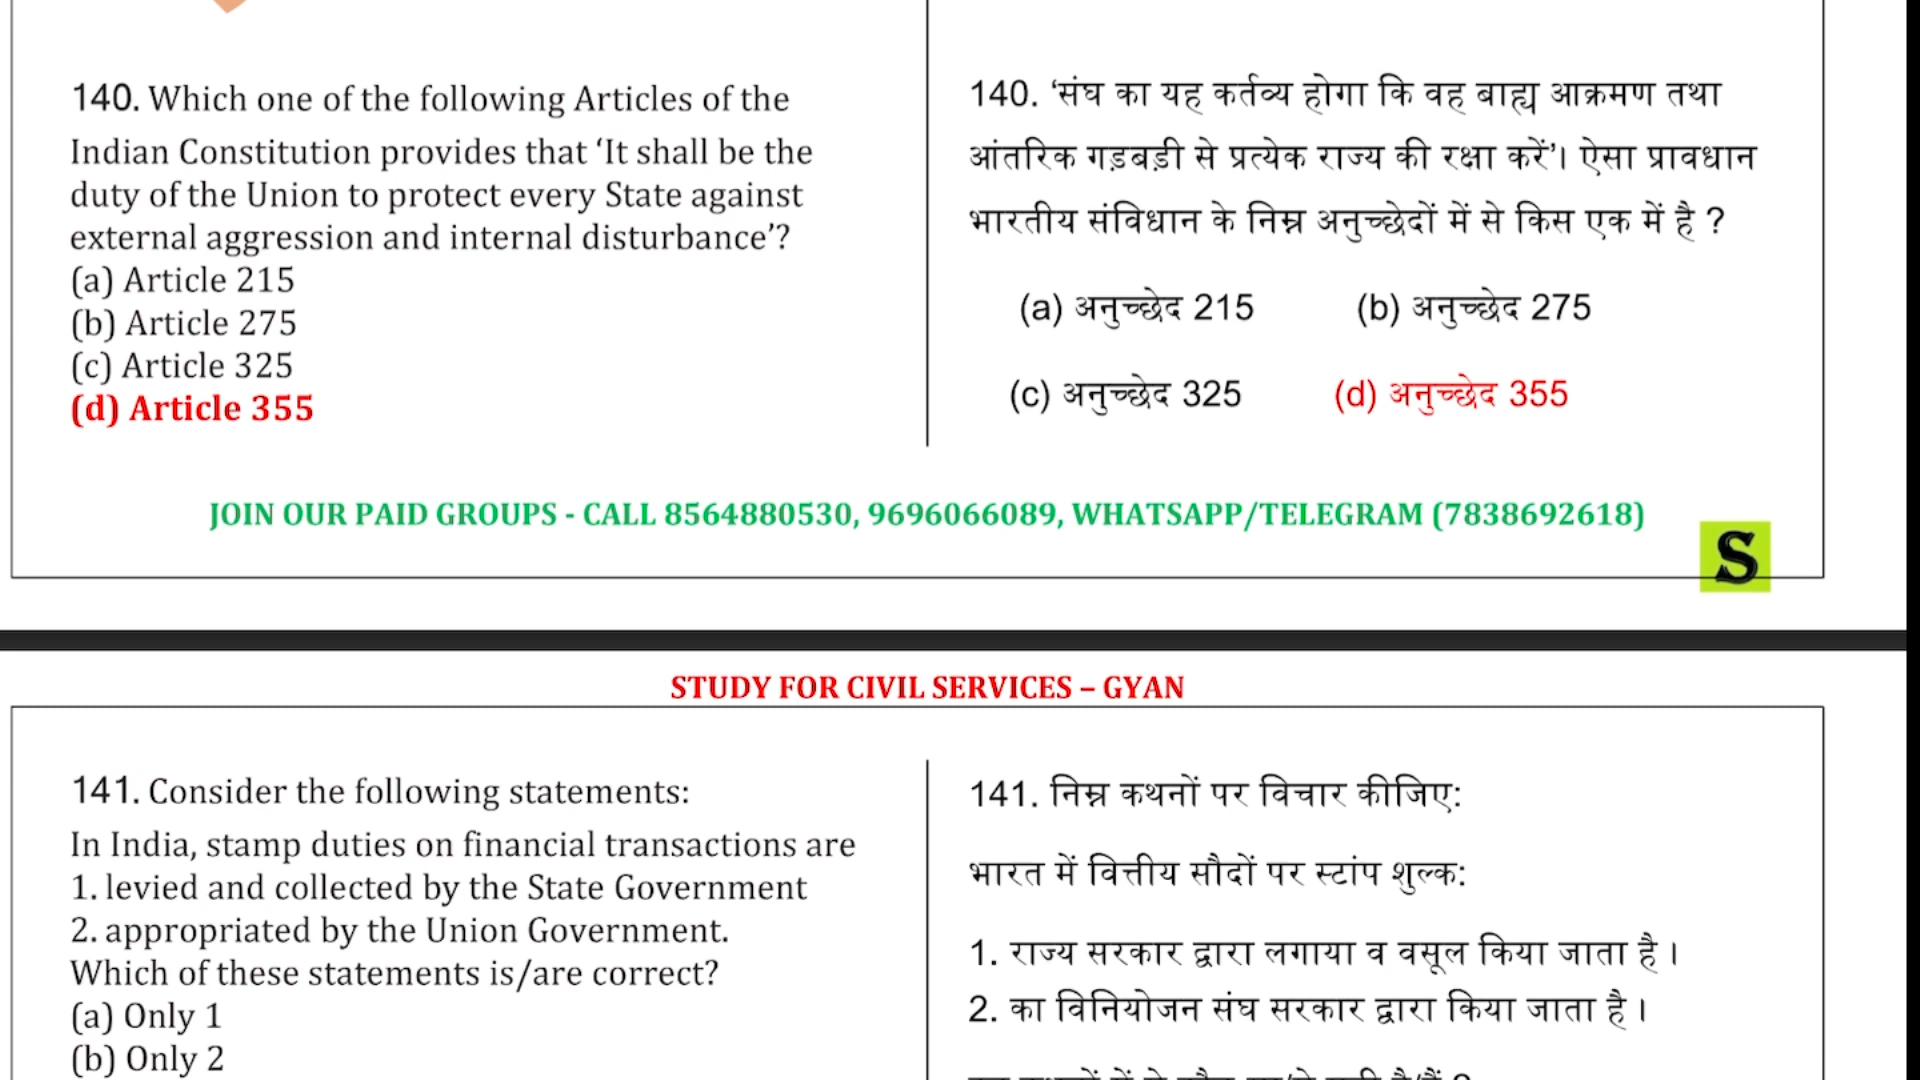 140. Which one of the following Articles of the
Indian Constitution provides that ‘It shall be the
duty of the Union to protect every State against
external aggression and internal disturbance’?
(a) Article 215
(b) Article 275
(c) Article 325
(d) Article 355
140. ‘संघ का यह कर्तव्य होगा कि वह बाह्य आक्रमण तथा
आंतरिक गड़बड़ी से प्रत्येक राज्य की रक्षा करें’। ऐसा प्रावधान
भारतीय संविधान के निम्न अनुच्छेदों में से किस एक में है ?
(a) अनुच्छेद 215 (b) अनुच्छेद 275
(c) अनुच्छेद 325 (d) अनुच्छेद 355
JOIN OUR PAID GROUPS - CALL 8564880530, 9696066089, WHATSAPP/TELEGRAM (7838692618)
S
STUDY FOR CIVIL SERVICES – GYAN
141. Consider the following statements:
In India, stamp duties on financial transactions are
1. levied and collected by the State Government
2. appropriated by the Union Government.
Which of these statements is/are correct?
(a) Only 1
(b) Only 2
141. निम्न कथनों पर विचार कीजिए:
भारत में वित्तीय सौदों पर स्टांप शुल्क:
1. राज्य सरकार द्वारा लगाया व वसूल किया जाता है ।
2. का विनियोजन संघ सरकार द्वारा किया जाता है ।